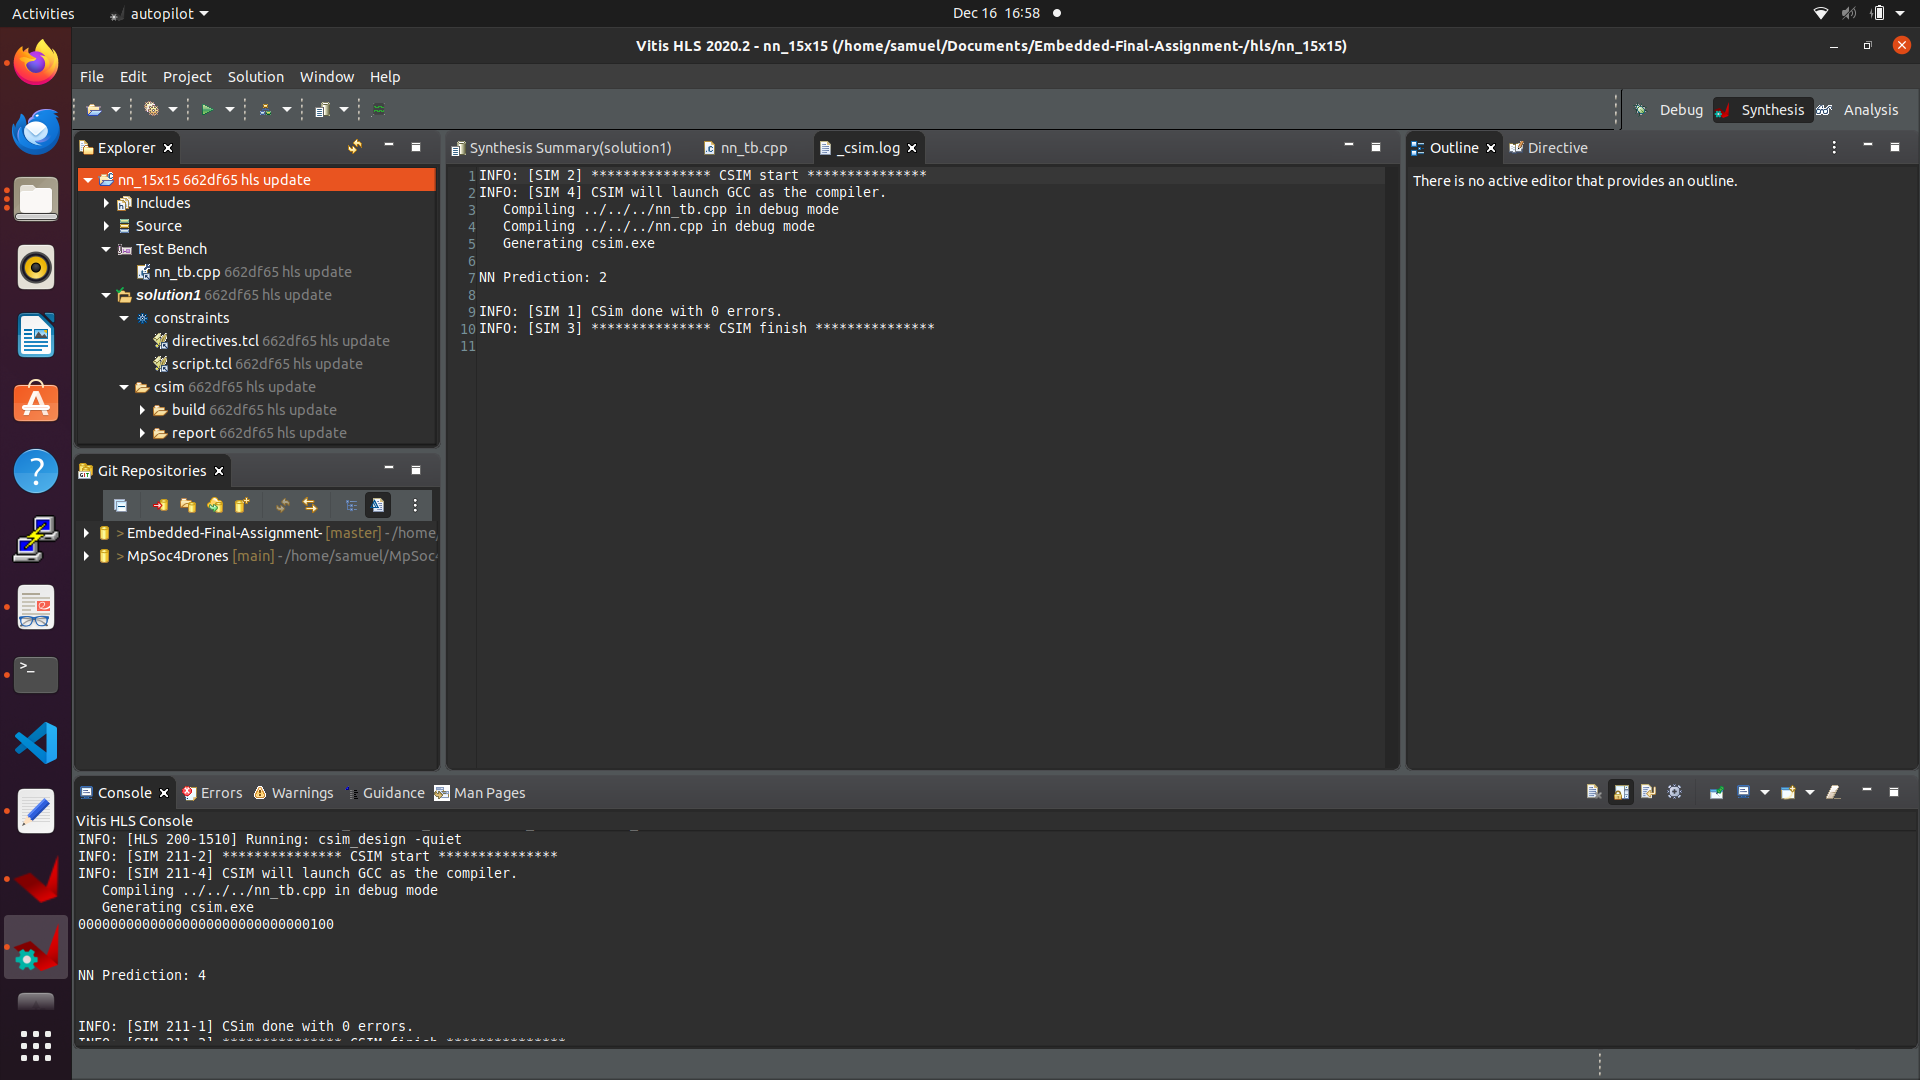 Activities
autopilot
Dec 16 16:58
Vitis HLS 2020.2 - nn_15x15 (/home/samuel/Documents/Embedded-Final-Assignment-/hls/nn_15x15)
File Edit Project Solution Window Help
Debug Synthesis Analysis
Explorer
nn_15x15 662df65 hls update
Includes
Source
Test Bench
nn_tb.cpp 662df65 hls update
solution1 662df65 hls update
constraints
directives.tcl 662df65 hls update
script.tcl 662df65 hls update
csim 662df65 hls update
build 662df65 hls update
report 662df65 hls update
Git Repositories
> Embedded-Final-Assignment- [master] - /home/
> MpSoc4Drones [main] - /home/samuel/MpSoc
Synthesis Summary(solution1) nn_tb.cpp _csim.log
1 INFO: [SIM 2] *************** CSIM start ***************
2 INFO: [SIM 4] CSIM will launch GCC as the compiler.
3 Compiling ../../../nn_tb.cpp in debug mode
4 Compiling ../../../nn.cpp in debug mode
5 Generating csim.exe
6
7 NN Prediction: 2
8
9 INFO: [SIM 1] CSim done with 0 errors.
10 INFO: [SIM 3] *************** CSIM finish ***************
11
Outline Directive
There is no active editor that provides an outline.
Console Errors Warnings Guidance Man Pages
Vitis HLS Console
INFO: [HLS 200-1510] Running: csim_design -quiet
INFO: [SIM 211-2] *************** CSIM start ***************
INFO: [SIM 211-4] CSIM will launch GCC as the compiler.
Compiling ../../../nn_tb.cpp in debug mode
Generating csim.exe
00000000000000000000000000000100
NN Prediction: 4
INFO: [SIM 211-1] CSim done with 0 errors.
INFO: [SIM 211-3] *************** CSIM finish ***************